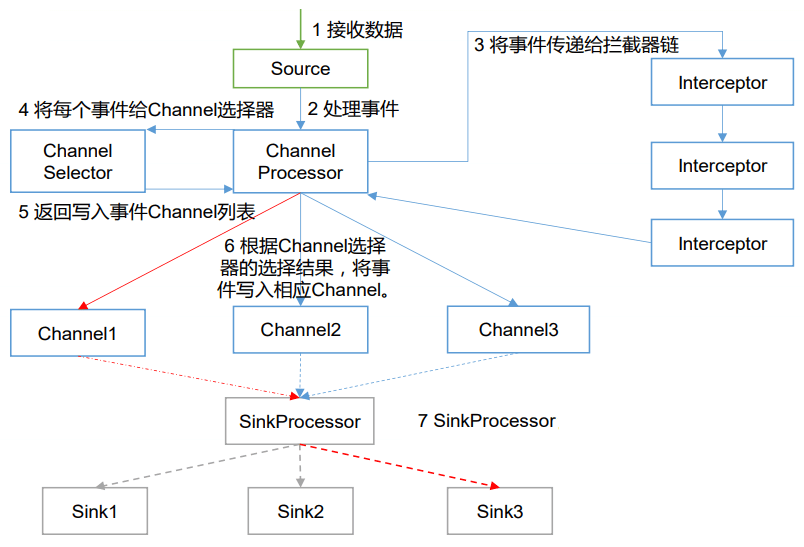 1 接收数据
Source
3 将事件传递给拦截器链
Interceptor
4 将每个事件给Channel选择器
2 处理事件
Channel
Selector
Channel
Processor
Interceptor
5 返回写入事件Channel列表
Interceptor
6 根据Channel选择
器的选择结果，将事
件写入相应Channel。
Channel1
Channel2
Channel3
SinkProcessor
7 SinkProcessor
Sink1
Sink2
Sink3